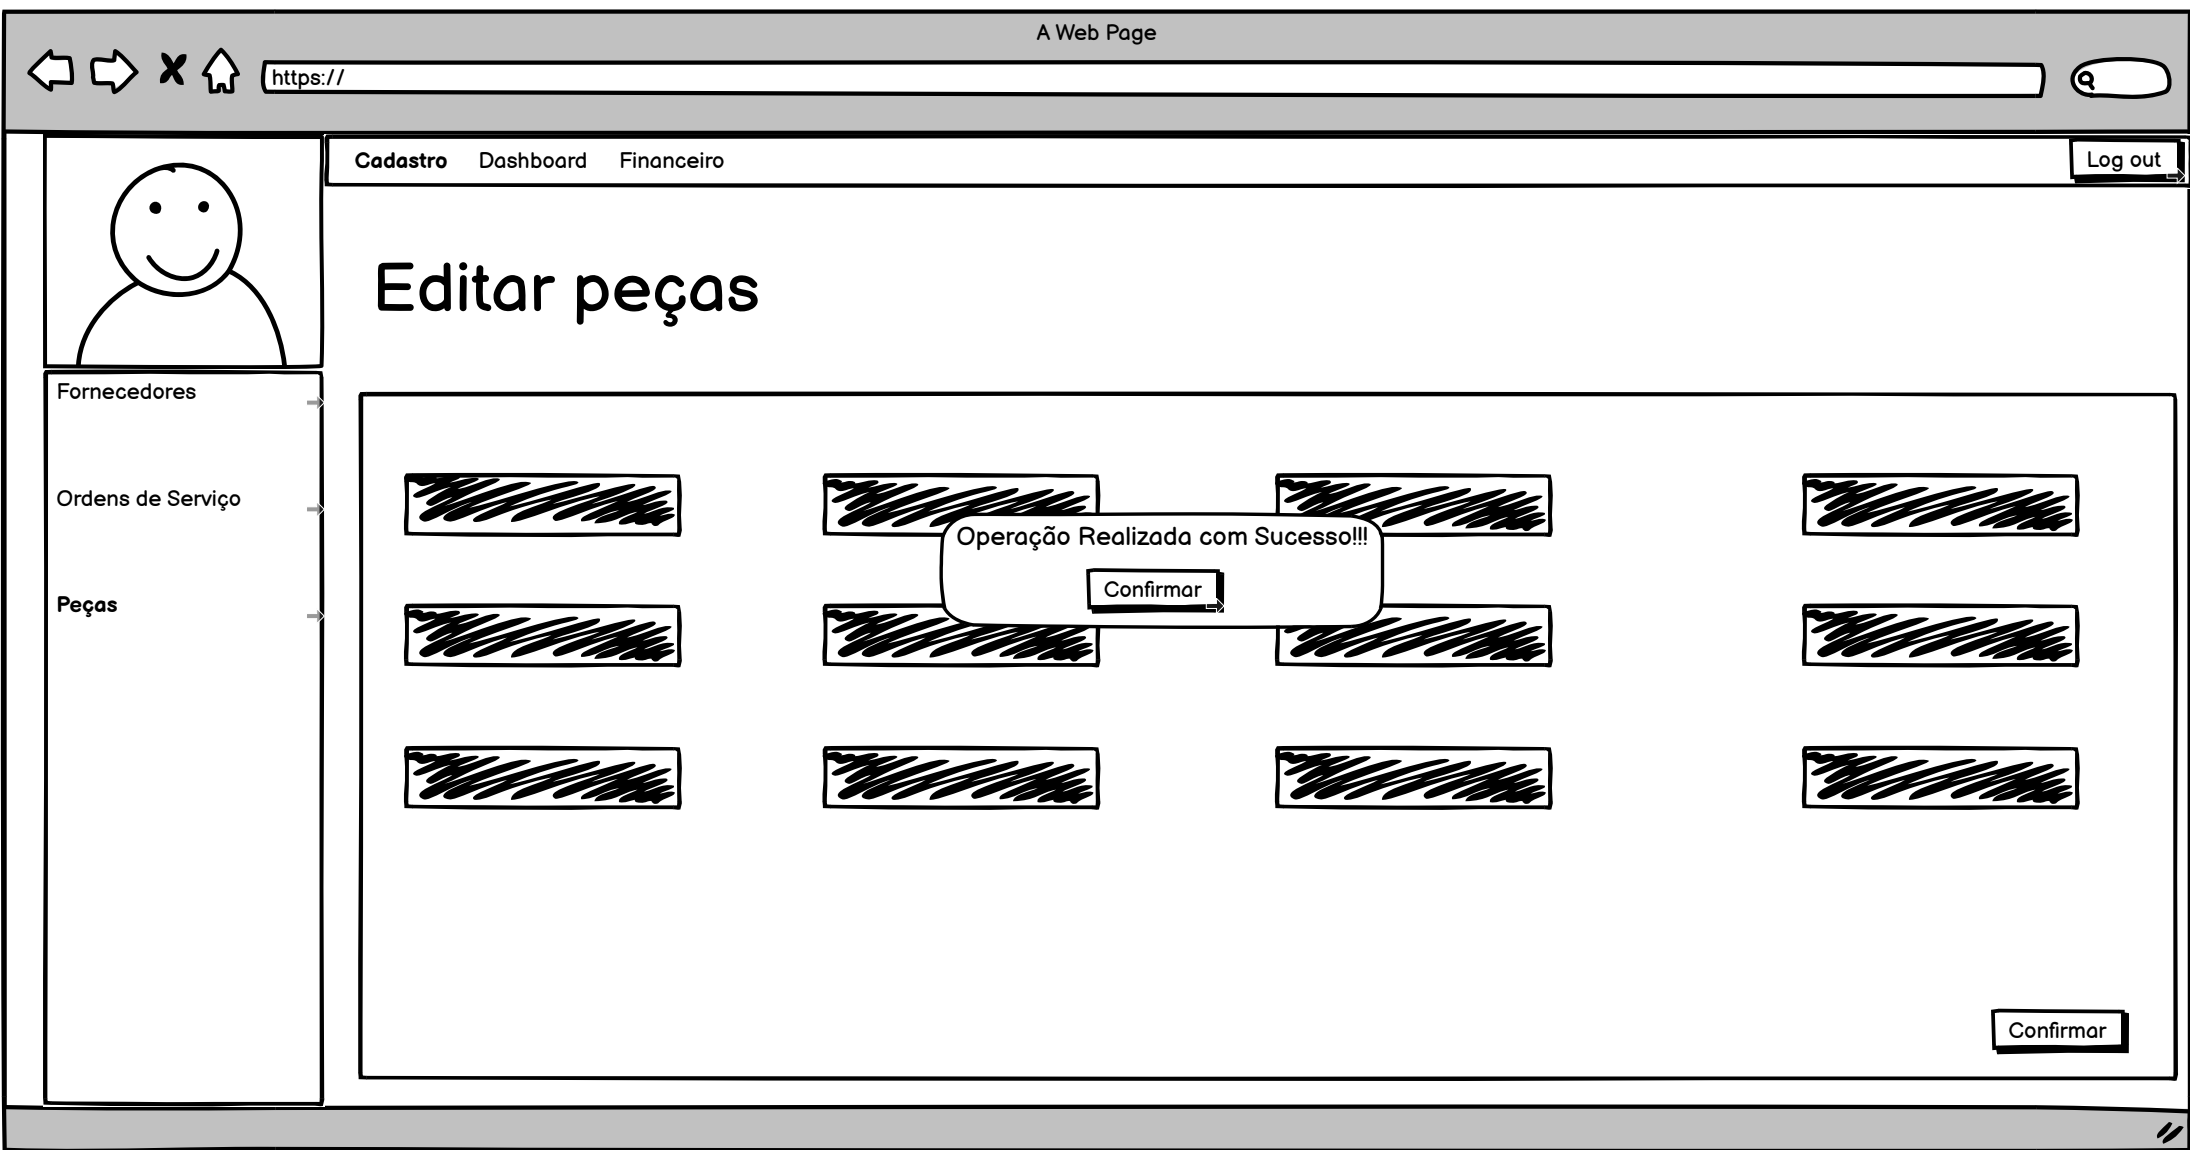 A Web Page
https://
Cadastro Dashboard Financeiro
Log out
Editar peças
Fornecedores
Ordens de Serviço
Peças
Operação Realizada com Sucesso!!!
Confirmar
Confirmar